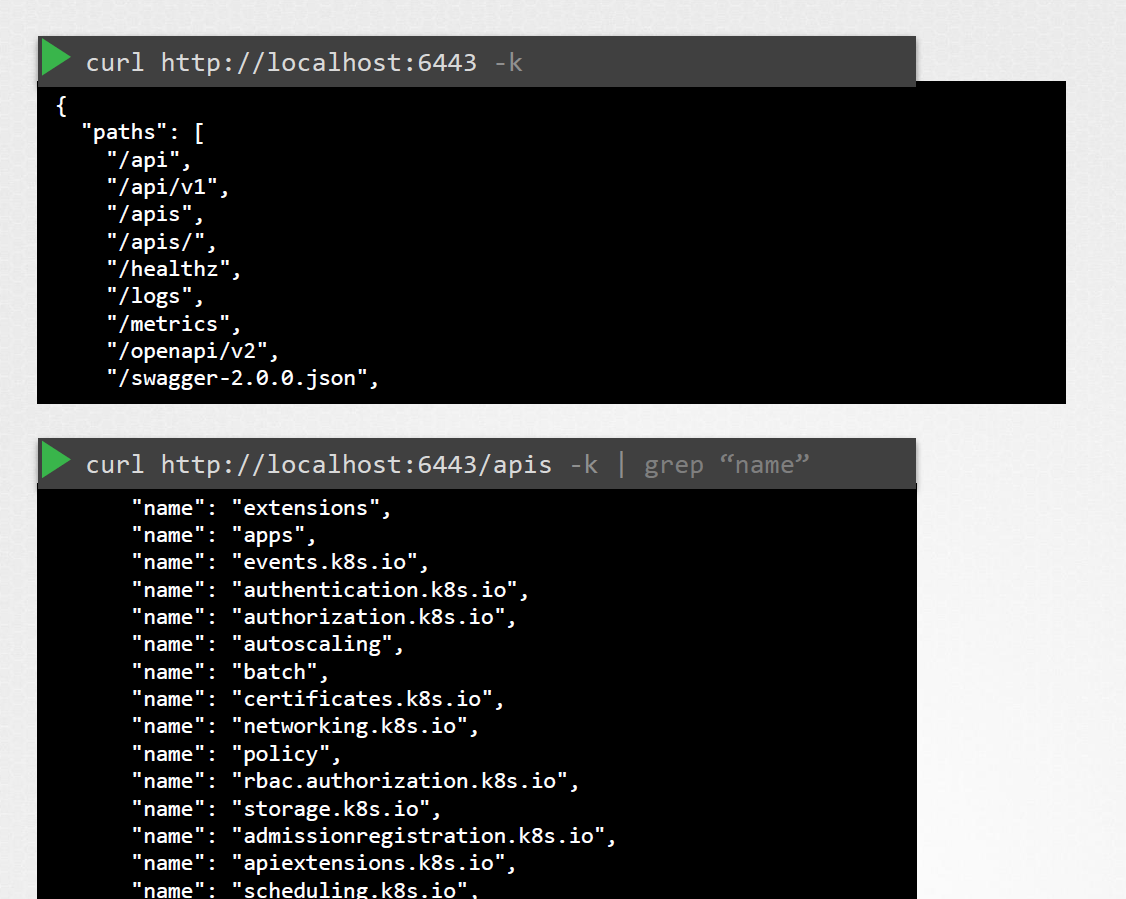 curl http://localhost:6443 -k
{
"paths": [
"/api",
"/api/v1",
"/apis",
"/apis/",
"/healthz",
"/logs",
"/metrics",
"/openapi/v2",
"/swagger-2.0.0.json",
curl http://localhost:6443/apis -k | grep “name”
"name": "extensions",
"name": "apps",
"name": "events.k8s.io",
"name": "authentication.k8s.io",
"name": "authorization.k8s.io",
"name": "autoscaling",
"name": "batch",
"name": "certificates.k8s.io",
"name": "networking.k8s.io",
"name": "policy",
"name": "rbac.authorization.k8s.io",
"name": "storage.k8s.io",
"name": "admissionregistration.k8s.io",
"name": "apiextensions.k8s.io",
"name": "scheduling.k8s.io",